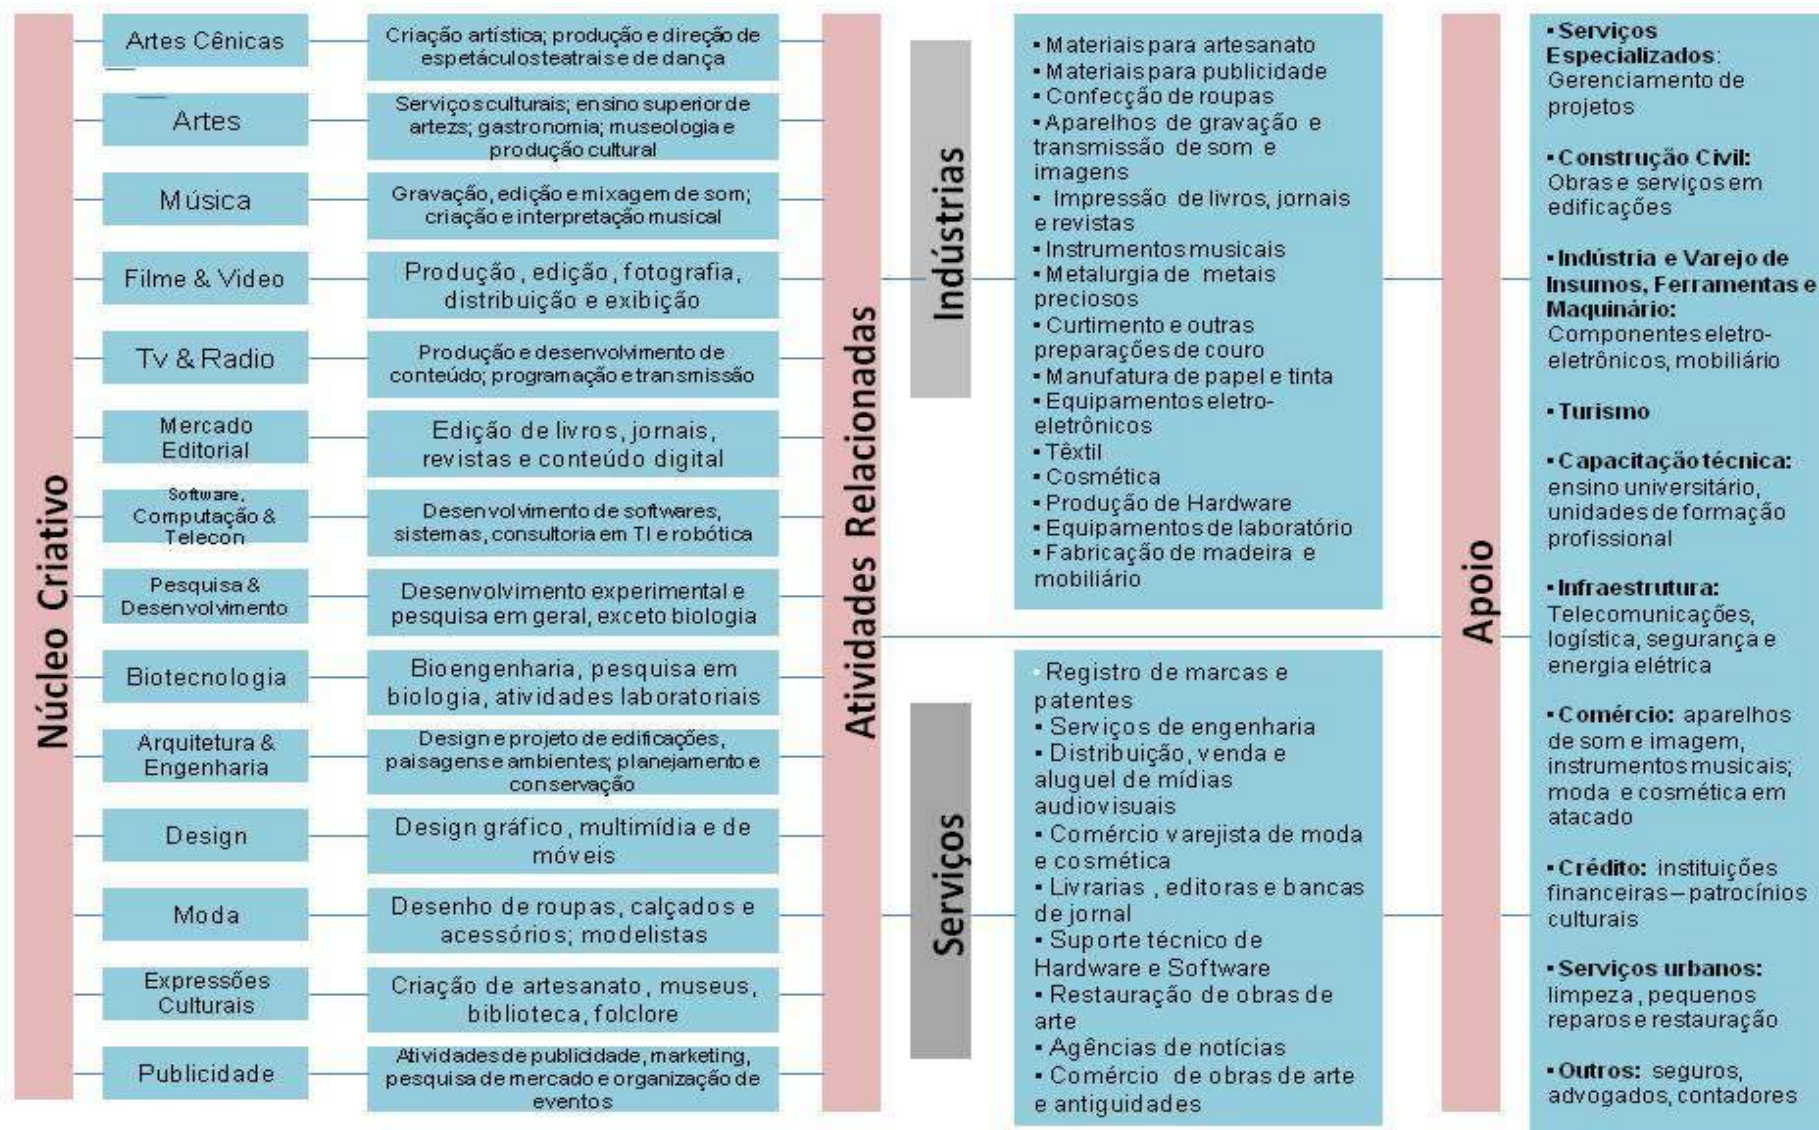 Núcleo Criativo
Artes Cênicas
Criação artística; produção e direção de
espetáculos teatrais e de dança
Artes
Serviços culturais; ensino superior de
artezs; gastronomia; museologia e
produção cultural
Música
Gravação, edição e mixagem de som;
criação e interpretação musical
Filme & Video
Produção, edição, fotografia,
distribuição e exibição
Tv & Radio
Produção e desenvolvimento de
conteúdo; programação e transmissão
Mercado
Editorial
Edição de livros, jornais,
revistas e conteúdo digital
Software,
Computação &
Telecon
Desenvolvimento de softwares,
sistemas, consultoria em TI e robótica
Pesquisa &
Desenvolvimento
Desenvolvimento experimental e
pesquisa em geral, exceto biologia
Biotecnologia
Bioengenharia, pesquisa em
biologia, atividades laboratoriais
Arquitetura &
Engenharia
Design e projeto de edificações,
paisagens e ambientes; planejamento e
conservação
Design
Design gráfico, multimídia e de
móveis
Moda
Desenho de roupas, calçados e
acessórios; modelistas
Expressões
Culturais
Criação de artesanato, museus,
biblioteca, folclore
Publicidade
Atividades de publicidade, marketing,
pesquisa de mercado e organização de
eventos
Atividades Relacionadas
Indústrias
▪ Materiais para artesanato
▪ Materiais para publicidade
▪ Confecção de roupas
▪ Aparelhos de gravação e
transmissão de som e
imagens
▪ Impressão de livros, jornais
e revistas
▪ Instrumentos musicais
▪ Metalurgia de metais
preciosos
▪ Curtimento e outras
preparações de couro
▪ Manufatura de papel e tinta
▪ Equipamentos eletro-
eletrônicos
▪ Têxtil
▪ Cosmética
▪ Produção de Hardware
▪ Equipamentos de laboratório
▪ Fabricação de madeira e
mobiliário
Serviços
▪ Registro de marcas e
patentes
▪ Serviços de engenharia
▪ Distribuição, venda e
aluguel de mídias
audiovisuais
▪ Comércio varejista de moda
e cosmética
▪ Livrarias , editoras e bancas
de jornal
▪ Suporte técnico de
Hardware e Software
▪ Restauração de obras de
arte
▪ Agências de notícias
▪ Comércio de obras de arte
e antiguidades
Apoio
▪ Serviços
Especializados:
Gerenciamento de
projetos
▪ Construção Civil:
Obras e serviços em
edificações
▪ Indústria e Varejo de
Insumos, Ferramentas e
Maquinário:
Componentes eletro-
eletrônicos, mobiliário
▪ Turismo
▪ Capacitação técnica:
ensino universitário,
unidades de formação
profissional
▪ Infraestrutura:
Telecomunicações,
logística, segurança e
energia elétrica
▪ Comércio: aparelhos
de som e imagem,
instrumentos musicais;
moda e cosmética em
atacado
▪ Crédito: instituições
financeiras – patrocínios
culturais
▪ Serviços urbanos:
limpeza , pequenos
reparos e restauração
▪ Outros: seguros,
advogados, contadores